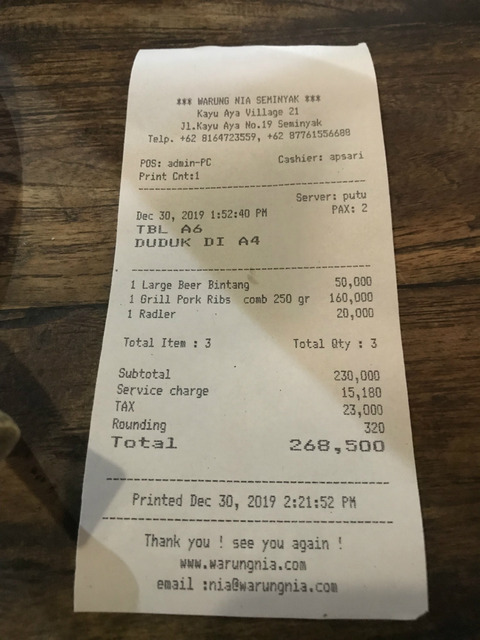 *** WARUNG NIA SEMINYAK ***
Kayu Aya Village 21
Jl.Kayu Aya No.19 Seminyak
Telp. +62 8164723559, +62 87761556688
POS: admin-PC Cashier: apsari
Print Cnt:1
Server: putu
Dec 30, 2019 1:52:40 PM PAX: 2
TBL A6
DUDUK DI A4
1 Large Beer Bintang 50,000
1 Grill Pork Ribs comb 250 gr 160,000
1 Radler 20,000
Total Item : 3 Total Qty : 3
Subtotal 230,000
Service charge 15,180
TAX 23,000
Rounding 320
Total 268,500
Printed Dec 30, 2019 2:21:52 PM
Thank you ! see you again !
www.warungnia.com
email :nia@warungnia.com